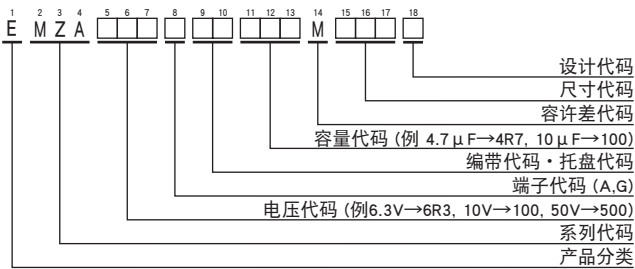 1 2 3 4 5 6 7 8 9 10 11 12 13 14 15 16 17 18
E M Z A □□□ □ □□ □□□ M □□□ □
设计代码
尺寸代码
容许差代码
容量代码 (例 4.7μF→4R7, 10μF→100)
编带代码・托盘代码
端子代码 (A,G)
电压代码 (例6.3V→6R3, 10V→100, 50V→500)
系列代码
产品分类